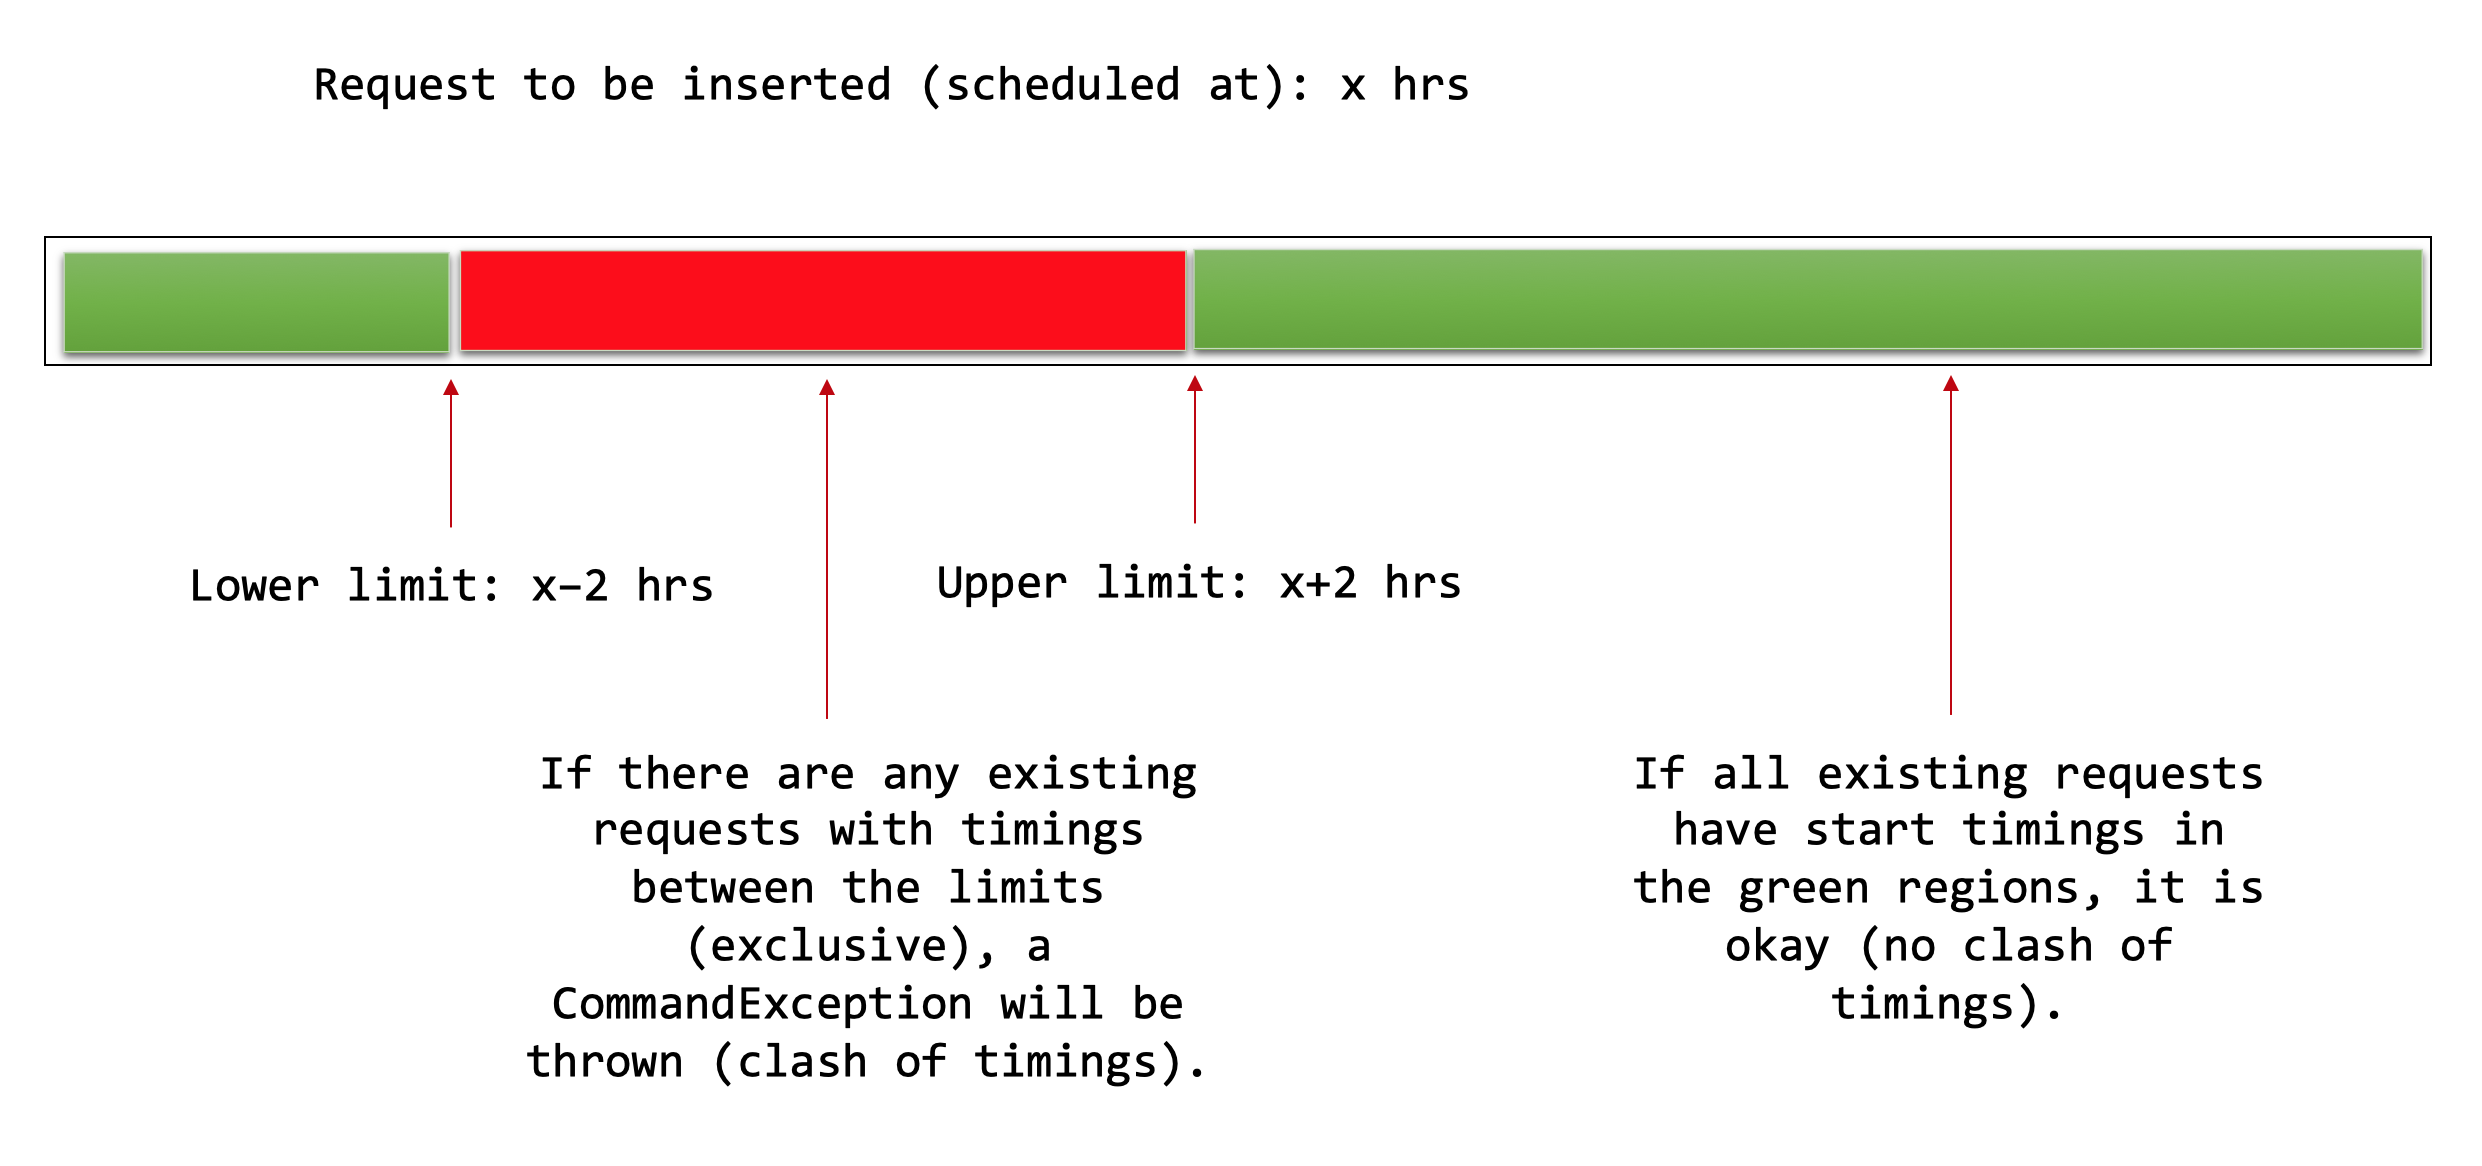 Request to be inserted (scheduled at): x hrs
Lower limit: x–2 hrs
Upper limit: x+2 hrs
If there are any existing
requests with timings
between the limits
(exclusive), a
CommandException will be
thrown (clash of timings).
If all existing requests
have start timings in
the green regions, it is
okay (no clash of
timings).